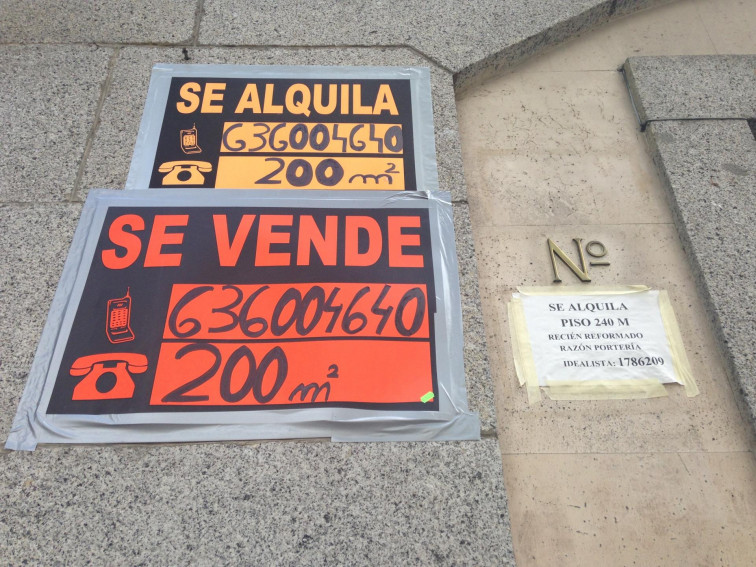 SE ALQUILA
636004640
200 m²
SE VENDE
636004640
200 m²
Nº
SE ALQUILA
PISO 240 M
RECIÉN REFORMADO
RAZÓN PORTERÍA
IDEALISTA: 1786209